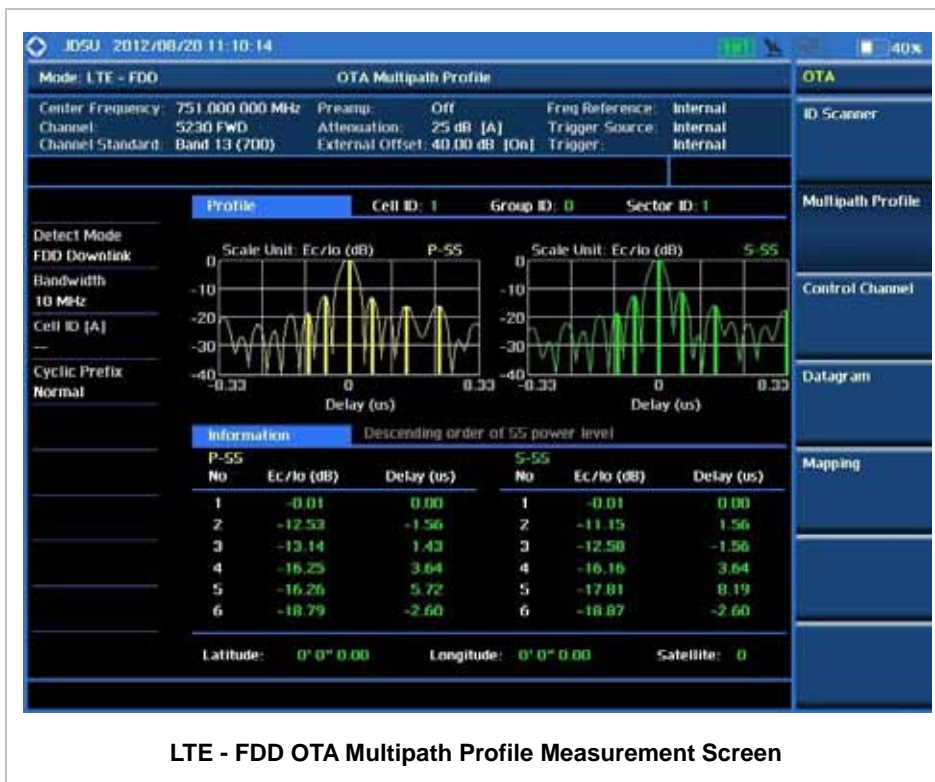 JDSU 2012/08/20 11:10:14 40%
Mode: LTE - FDD OTA Multipath Profile OTA
Center Frequency: 751.000 000 MHz Preamp: Off Freq Reference: Internal
Channel: 5230 FWD Attenuation: 25 dB [A] Trigger Source: Internal
Channel Standard: Band 13 (700) External Offset: 40.00 dB [On] Trigger: Internal
ID Scanner
Multipath Profile
Control Channel
Datagram
Mapping
Profile Cell ID: 1 Group ID: 0 Sector ID: 1
Detect Mode
FDD Downlink
Bandwidth
10 MHz
Cell ID [A]
---
Cyclic Prefix
Normal
Scale Unit: Ec/Io (dB) P-SS
0
-10
-20
-30
-40
-0.33 0 8.33
Delay (us)
Scale Unit: Ec/Io (dB) S-SS
0
-10
-20
-30
-40
0 8.33
Delay (us)
Information Descending order of SS power level
P-SS S-SS
No Ec/Io (dB) Delay (us) No Ec/Io (dB) Delay (us)
1 -0.01 0.00 1 -0.01 0.00
2 -12.53 -1.56 2 -11.15 1.56
3 -13.14 1.43 3 -12.50 -1.56
4 -16.25 3.64 4 -16.16 3.64
5 -16.26 5.72 5 -17.81 8.19
6 -18.79 -2.60 6 -18.87 -2.60
Latitude: 0' 0" 0.00 Longitude: 0' 0" 0.00 Satellite: 0
LTE - FDD OTA Multipath Profile Measurement Screen